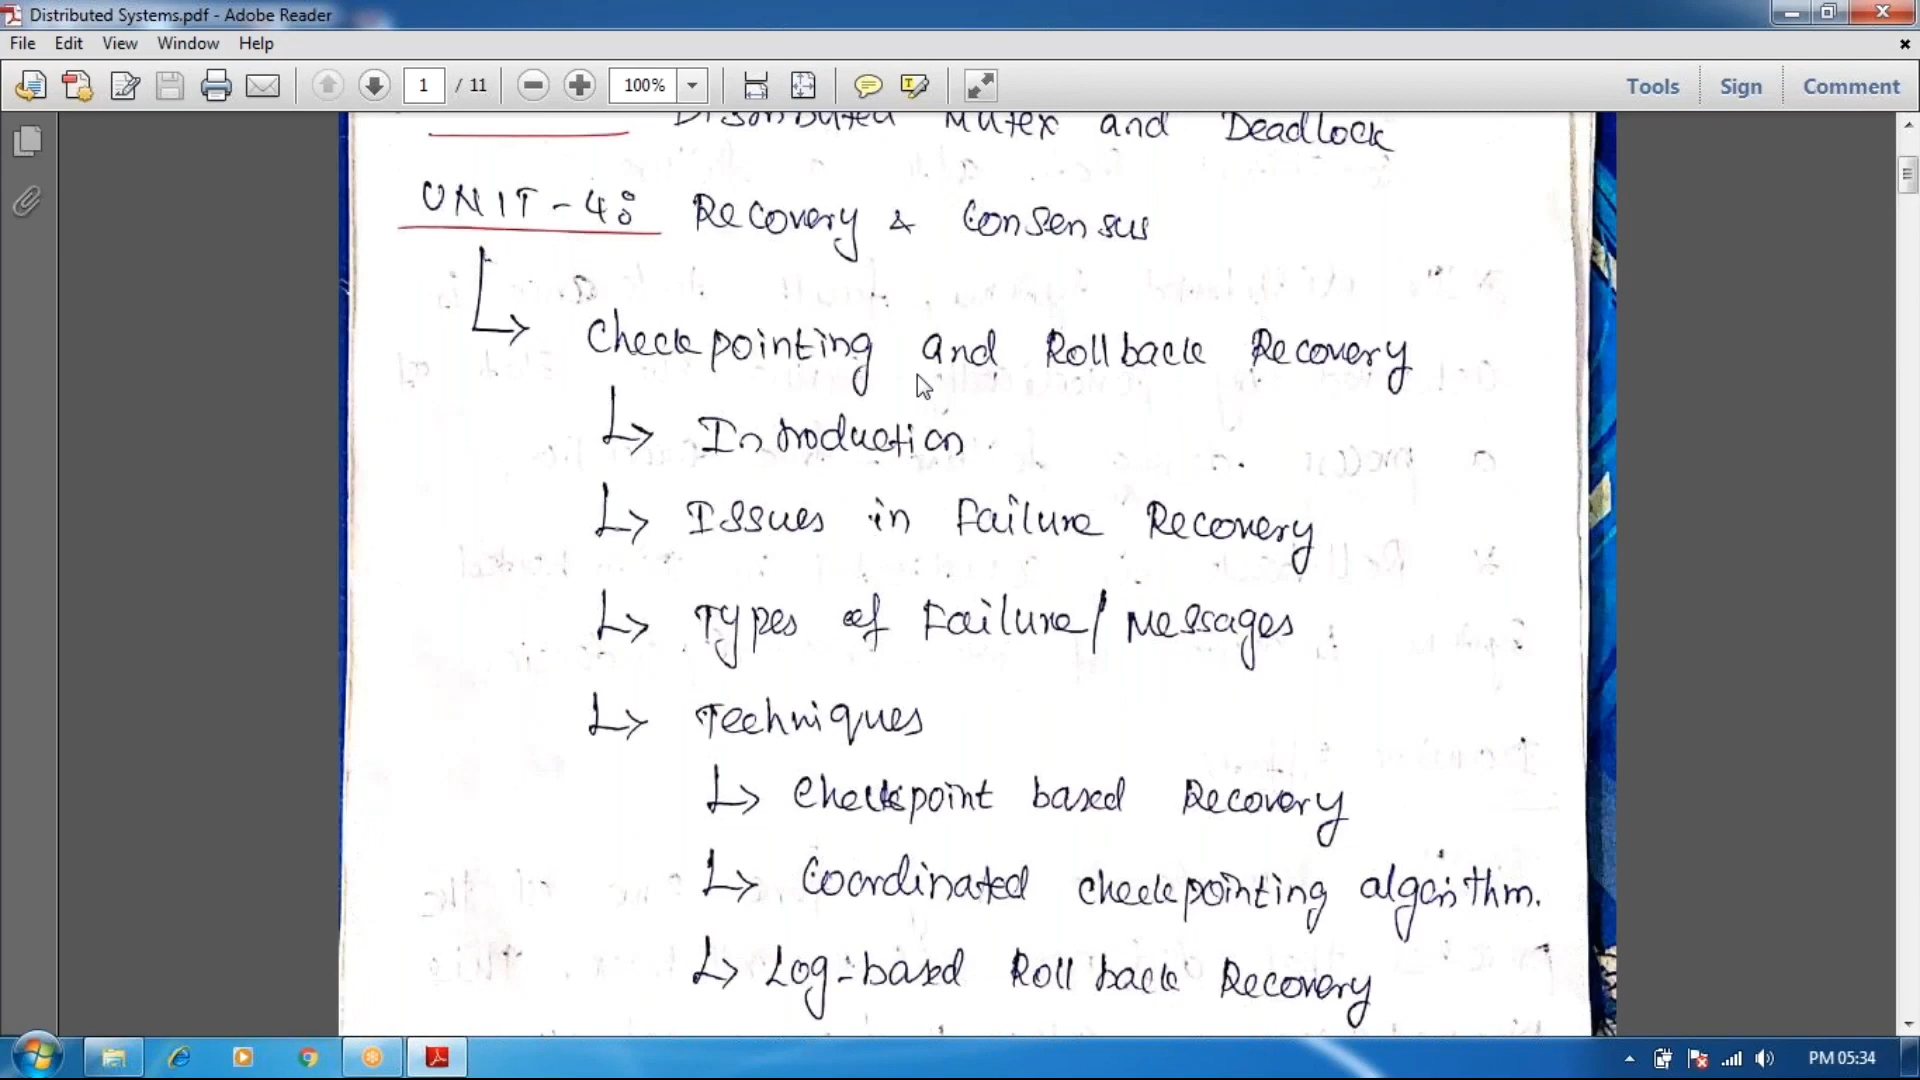 Distributed Systems.pdf - Adobe Reader
File Edit View Window Help
1 / 11 100% Tools Sign Comment
Distributed Mutex and Deadlock
UNIT-4: Recovery & Consensus
Checkpointing and Rollback Recovery
Introduction
Issues in Failure Recovery
Types of Failure/Messages
Techniques
Checkpoint based Recovery
Coordinated checkpointing algorithm.
Log-based Roll back Recovery
PM 05:34